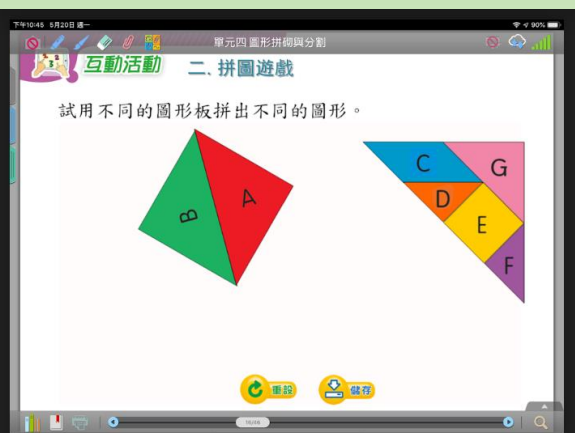 下午10:45 5月20日 週一
90%
單元四 圖形拼砌與分割
互動活動
二. 拼圖遊戲
試用不同的圖形板拼出不同的圖形。
B
A
C
G
D
E
F
重設
儲存